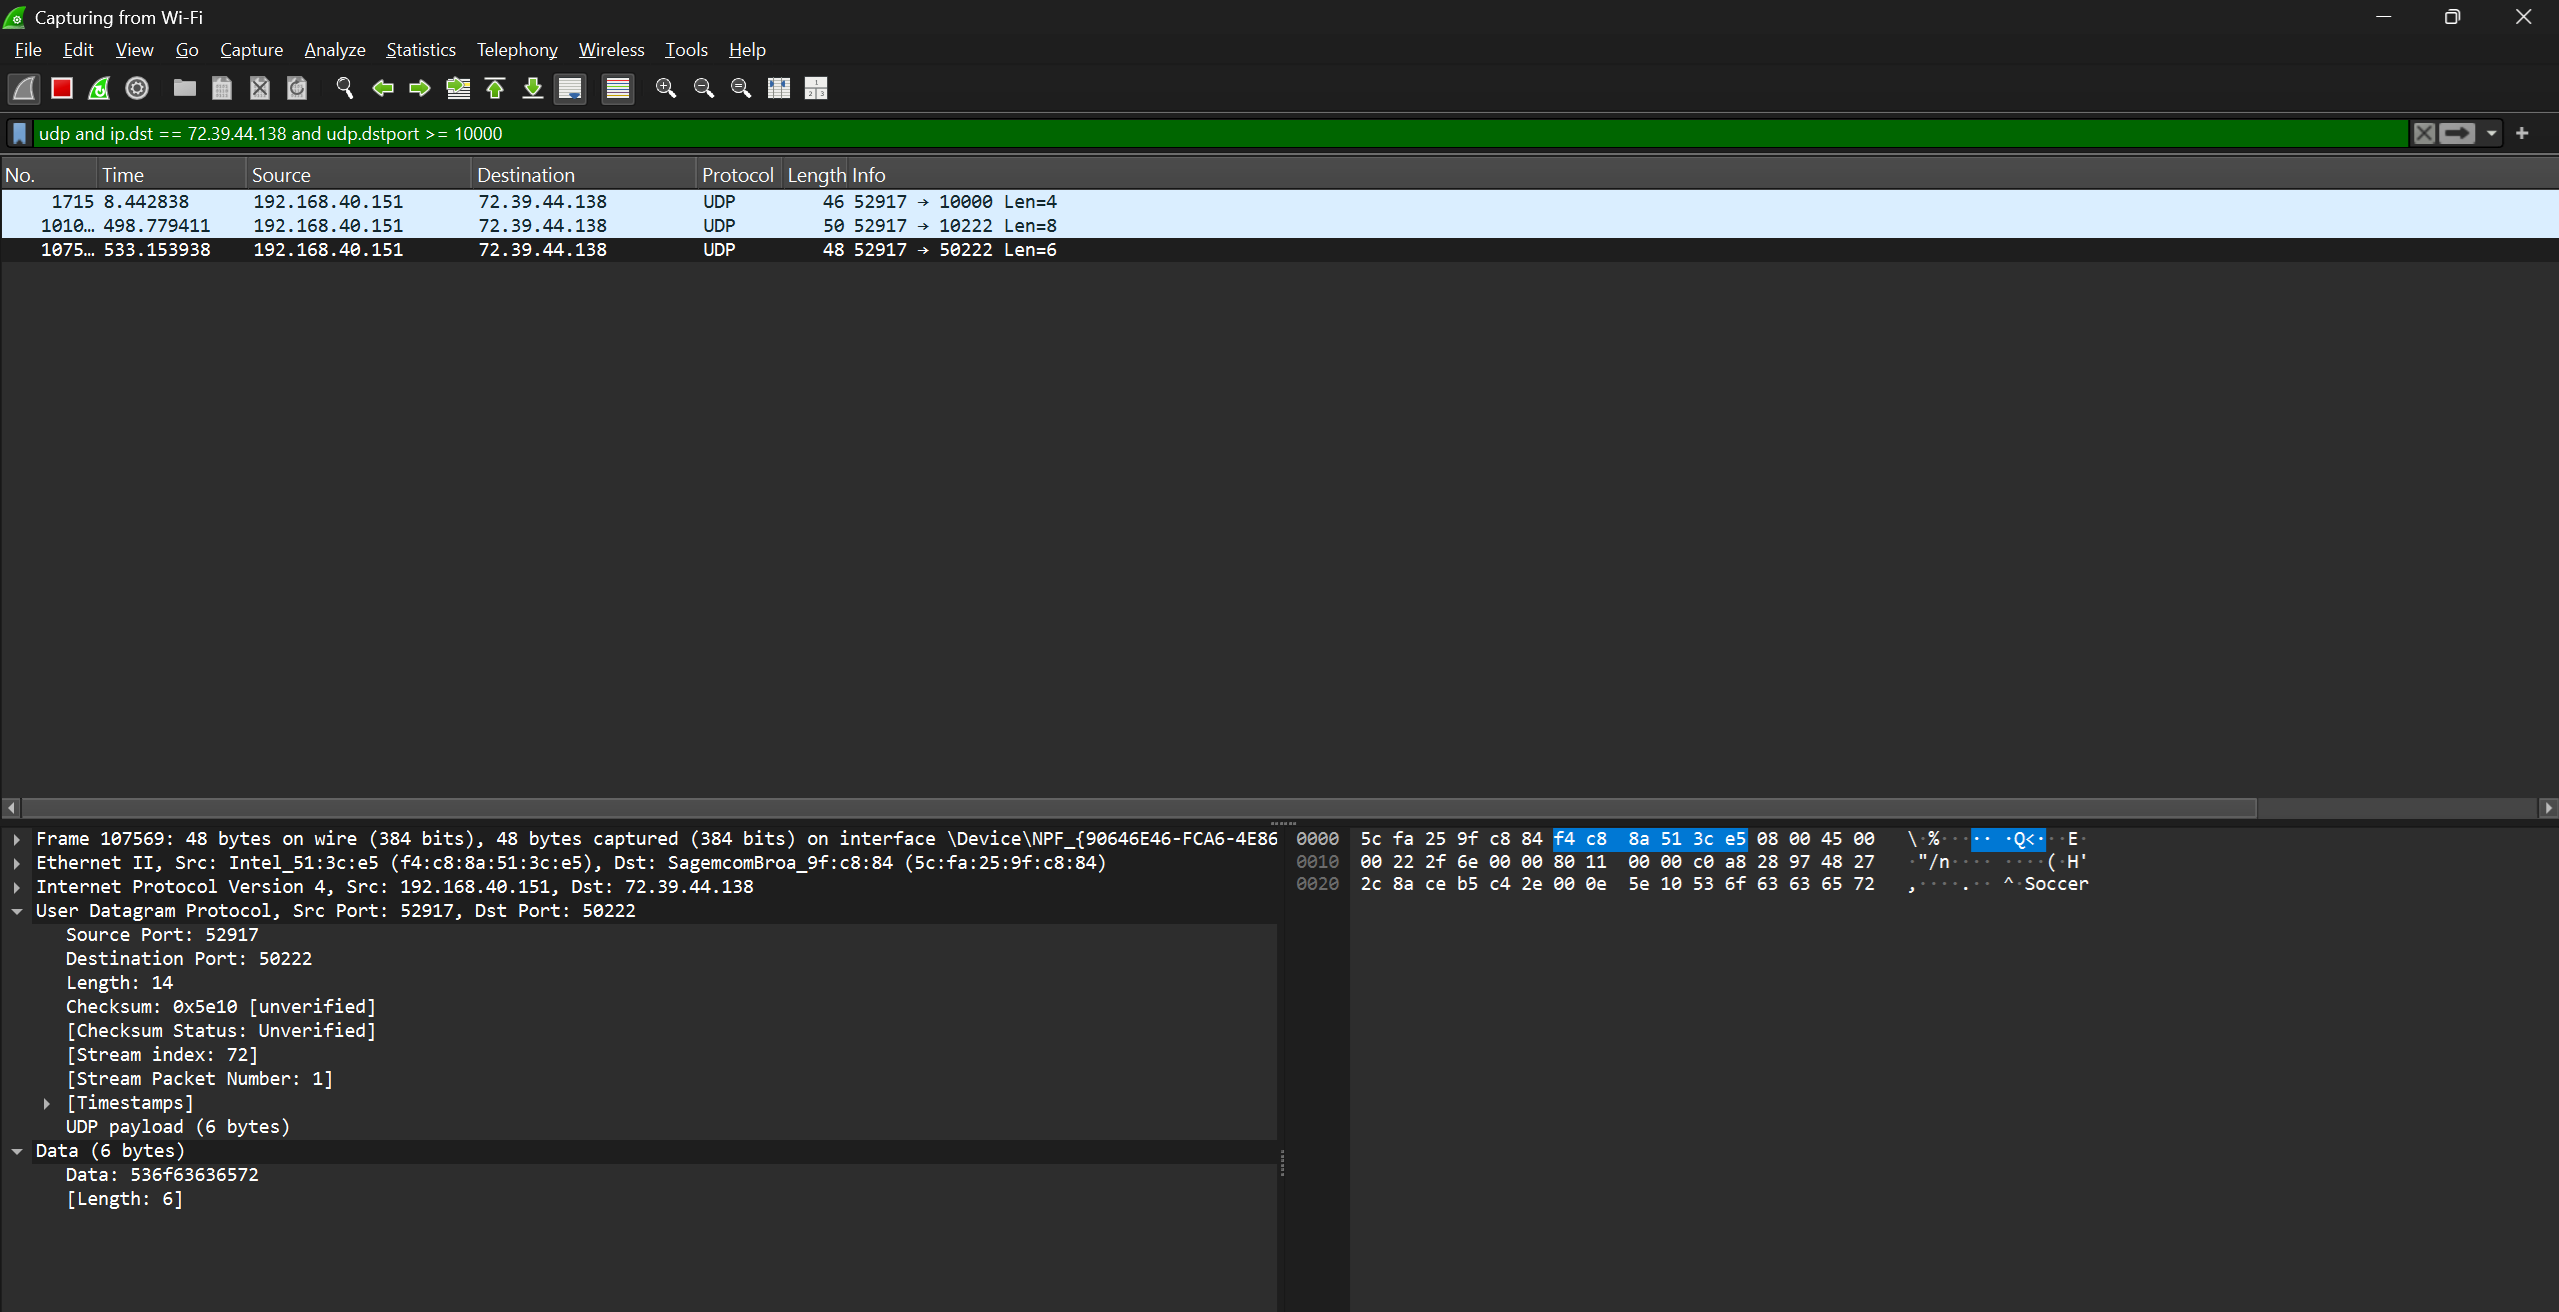 Capturing from Wi-Fi
File Edit View Go Capture Analyze Statistics Telephony Wireless Tools Help
udp and ip.dst == 72.39.44.138 and udp.dstport >= 10000
No. Time Source Destination Protocol Length Info
1715 8.442838 192.168.40.151 72.39.44.138 UDP 46 52917 → 10000 Len=4
1010… 498.779411 192.168.40.151 72.39.44.138 UDP 50 52917 → 10222 Len=8
1075… 533.153938 192.168.40.151 72.39.44.138 UDP 48 52917 → 50222 Len=6
Frame 107569: 48 bytes on wire (384 bits), 48 bytes captured (384 bits) on interface \Device\NPF_{90646E46-FCA6-4E86
Ethernet II, Src: Intel_51:3c:e5 (f4:c8:8a:51:3c:e5), Dst: SagemcomBroa_9f:c8:84 (5c:fa:25:9f:c8:84)
Internet Protocol Version 4, Src: 192.168.40.151, Dst: 72.39.44.138
User Datagram Protocol, Src Port: 52917, Dst Port: 50222
Source Port: 52917
Destination Port: 50222
Length: 14
Checksum: 0x5e10 [unverified]
[Checksum Status: Unverified]
[Stream index: 72]
[Stream Packet Number: 1]
[Timestamps]
UDP payload (6 bytes)
Data (6 bytes)
Data: 536f63636572
[Length: 6]
0000 5c fa 25 9f c8 84 f4 c8 8a 51 3c e5 08 00 45 00 \·%····· ·Q<···E·
0010 00 22 2f 6e 00 00 80 11 00 00 c0 a8 28 97 48 27 ·"/n···· ····(·H'
0020 2c 8a ce b5 c4 2e 00 0e 5e 10 53 6f 63 63 65 72 ,····.·· ^·Soccer